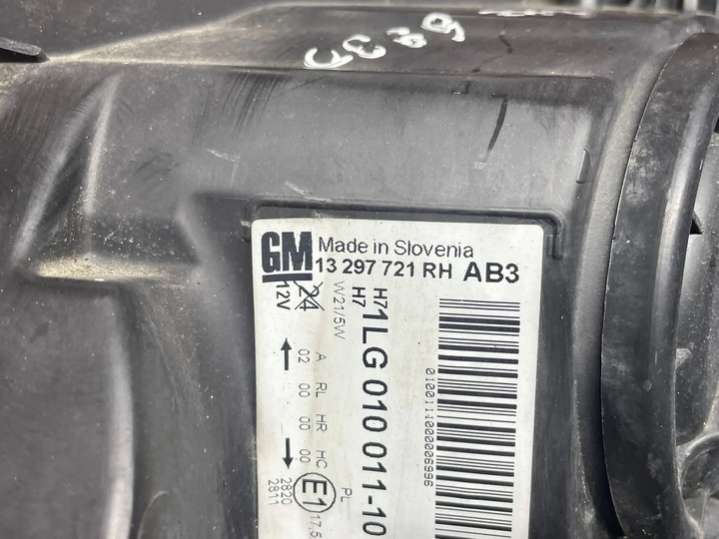 GM Made in Slovenia
13 297 721 RH AB3
12V 24
W21/5W
H7
H7
1LG 010 011-10
A RL HR HC PL
02 00 00 00
E1
17,5
2820
2811
0100111000006996